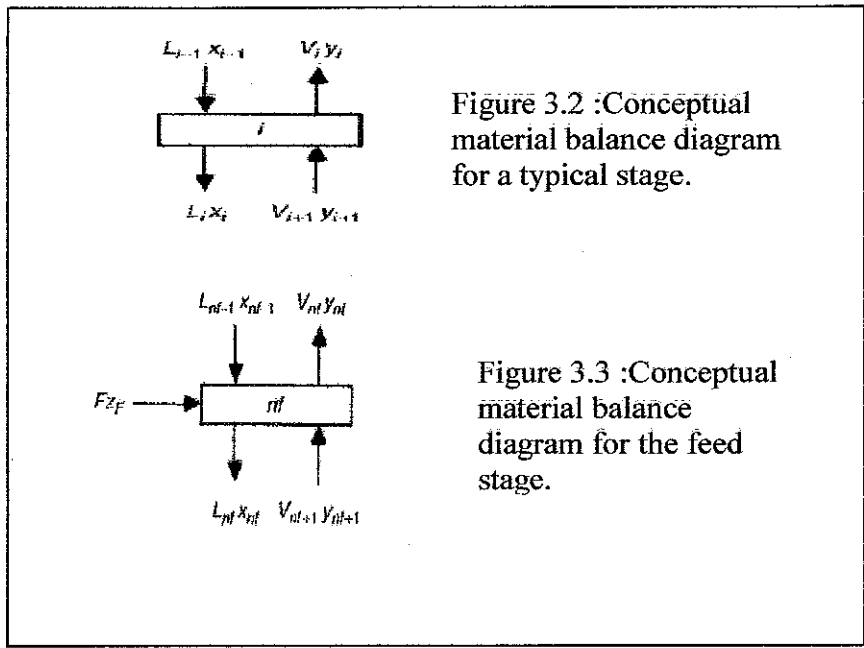 L_{i-1} x_{i-1} V_i y_i
i
L_i x_i V_{i+1} y_{i+1}
Figure 3.2 :Conceptual
material balance diagram
for a typical stage.
L_{nf-1} x_{nf-1} V_{nf} y_{nf}
Fz_F
nf
L_{nf} x_{nf} V_{nf+1} y_{nf+1}
Figure 3.3 :Conceptual
material balance
diagram for the feed
stage.